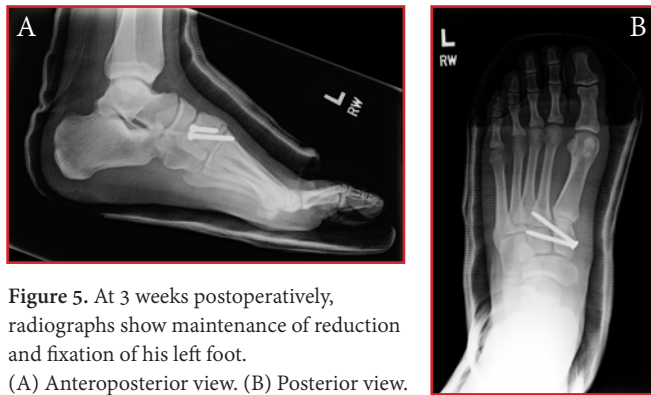 A
L
RW
B
L
RW
Figure 5. At 3 weeks postoperatively,
radiographs show maintenance of reduction
and fixation of his left foot.
(A) Anteroposterior view. (B) Posterior view.